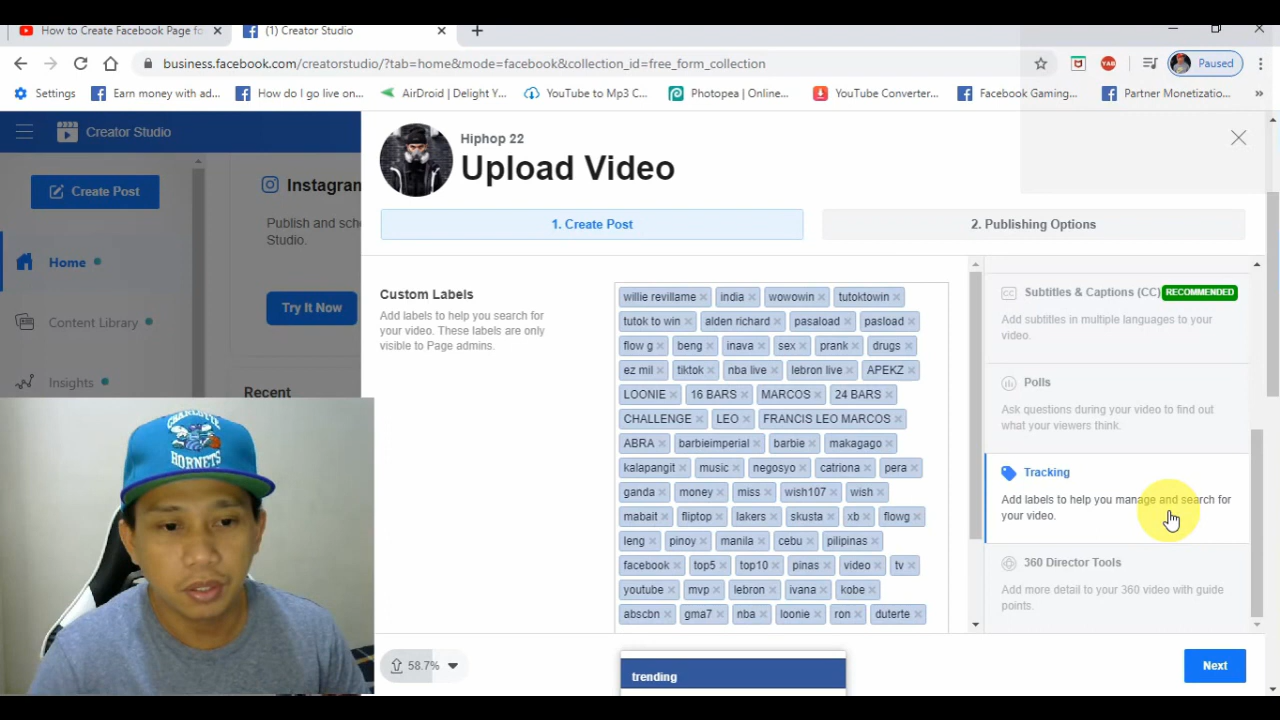 How to Create Facebook Page fo
(1) Creator Studio
business.facebook.com/creatorstudio/?tab=home&mode=facebook&collection_id=free_form_collection
Paused
Settings
Earn money with ad...
How do I go live on...
AirDroid | Delight Y...
YouTube to Mp3 C...
Photopea | Online...
YouTube Converter...
Facebook Gaming...
Partner Monetizatio...
Creator Studio
Create Post
Home
Content Library
Insights
Instagran
Publish and sche
Studio.
Try It Now
Recent
Hiphop 22
Upload Video
1. Create Post
2. Publishing Options
Custom Labels
Add labels to help you search for
your video. These labels are only
visible to Page admins.
willie revillame india wowowin tutoktowin
tutok to win alden richard pasaload pasload
flow g beng inava sex prank drugs
ez mil tiktok nba live lebron live APEKZ
LOONIE 16 BARS MARCOS 24 BARS
CHALLENGE LEO FRANCIS LEO MARCOS
ABRA barbieimperial barbie makagago
kalapangit music negosyo catriona pera
ganda money miss wish107 wish
mabait fliptop lakers skusta xb flowg
leng pinoy manila cebu pilipinas
facebook top5 top10 pinas video tv
youtube mvp lebron ivana kobe
abscbn gma7 nba loonie ron duterte
trending
CC Subtitles & Captions (CC) RECOMMENDED
Add subtitles in multiple languages to your
video.
Polls
Ask questions during your video to find out
what your viewers think.
Tracking
Add labels to help you manage and search for
your video.
360 Director Tools
Add more detail to your 360 video with guide
points.
58.7%
Next
CHARLOTTE
HORNETS